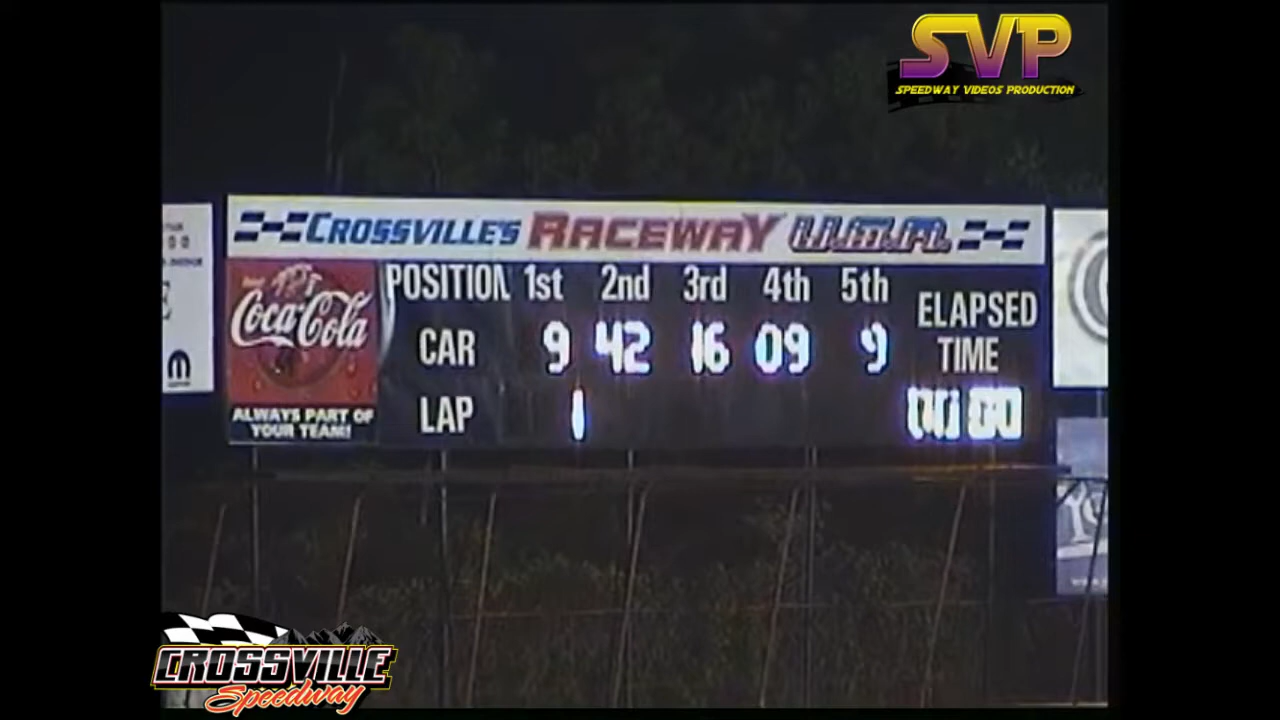 SVP
SPEEDWAY VIDEOS PRODUCTION
CROSSVILLE'S RACEWAY U.S.A.
POSITION 1st 2nd 3rd 4th 5th
ELAPSED TIME
CAR 9 42 16 09 9
LAP 1
Coca-Cola
ALWAYS PART OF
YOUR TEAM!
CROSSVILLE
Speedway